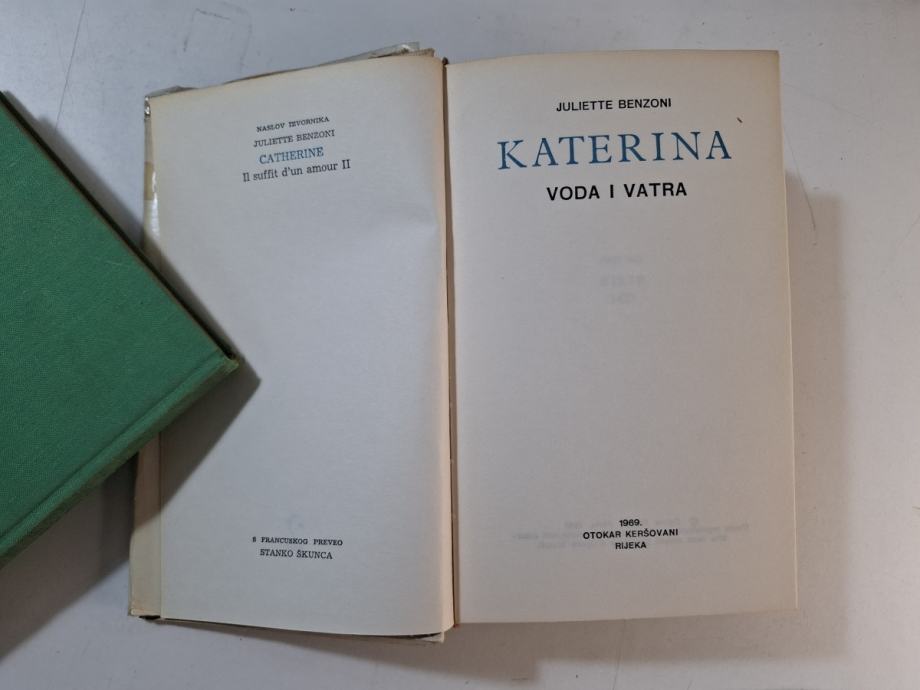 NASLOV IZVORNIKA
JULIETTE BENZONI
CATHERINE
Il suffit d'un amour II
S FRANCUSKOG PREVEO
STANKO ŠKUNCA
JULIETTE BENZONI
KATERINA
VODA I VATRA
1969.
OTOKAR KERŠOVANI
RIJEKA